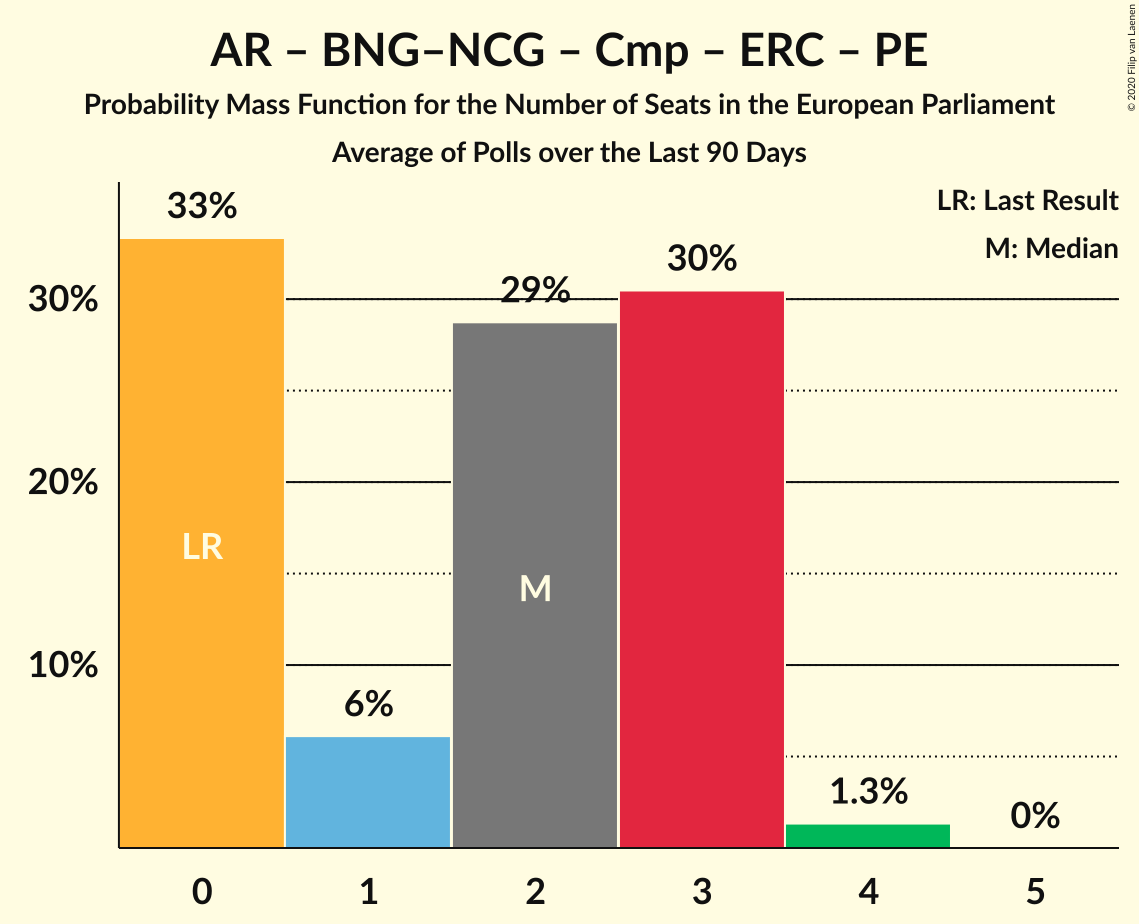 AR – BNG–NCG – Cmp – ERC – PE
Probability Mass Function for the Number of Seats in the European Parliament
Average of Polls over the Last 90 Days
© 2020 Filip van Laenen
LR: Last Result
M: Median
33%
30%
29%
30%
20%
LR
M
10%
6%
1.3%
0%
0 1 2 3 4 5